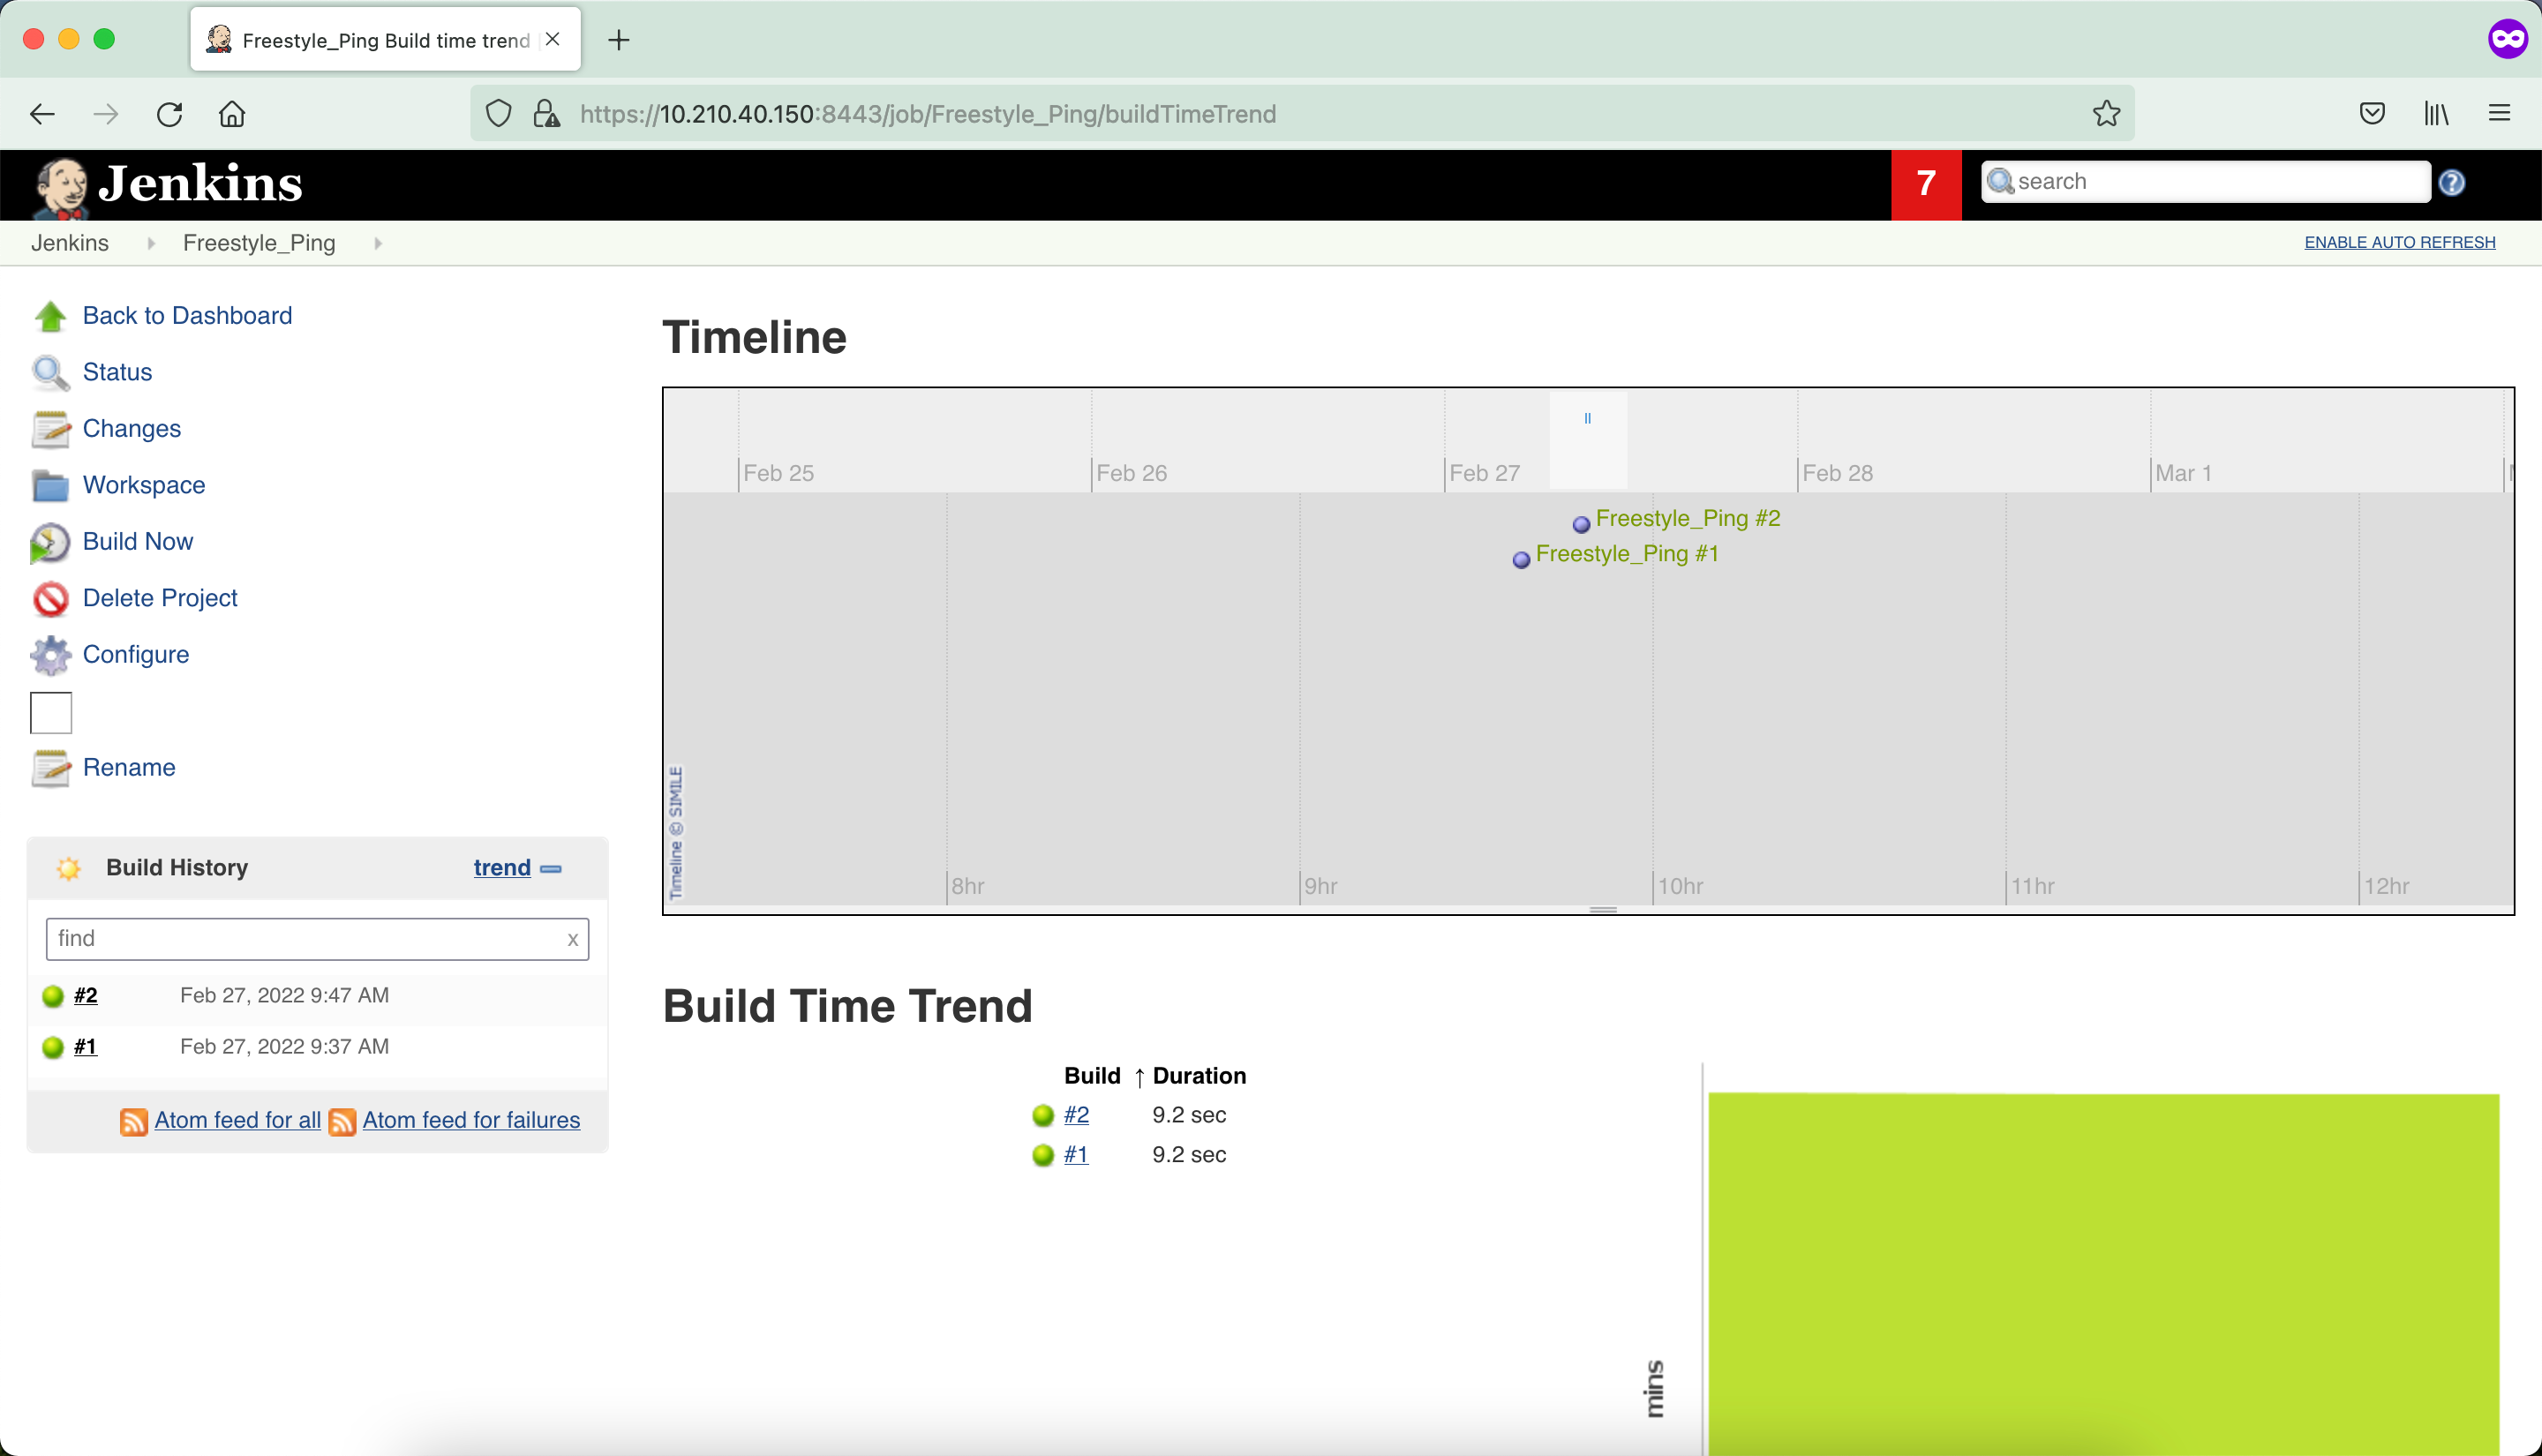 Freestyle_Ping Build time trend
https://10.210.40.150:8443/job/Freestyle_Ping/buildTimeTrend
Jenkins
7
search
Jenkins
Freestyle_Ping
ENABLE AUTO REFRESH
Back to Dashboard
Status
Changes
Workspace
Build Now
Delete Project
Configure
Rename
Build History
trend
find
x
#2 Feb 27, 2022 9:47 AM
#1 Feb 27, 2022 9:37 AM
Atom feed for all
Atom feed for failures
Timeline
Feb 25
Feb 26
Feb 27
Feb 28
Mar 1
Freestyle_Ping #2
Freestyle_Ping #1
Timeline © SIMILE
8hr
9hr
10hr
11hr
12hr
Build Time Trend
Build ↑ Duration
#2 9.2 sec
#1 9.2 sec
mins